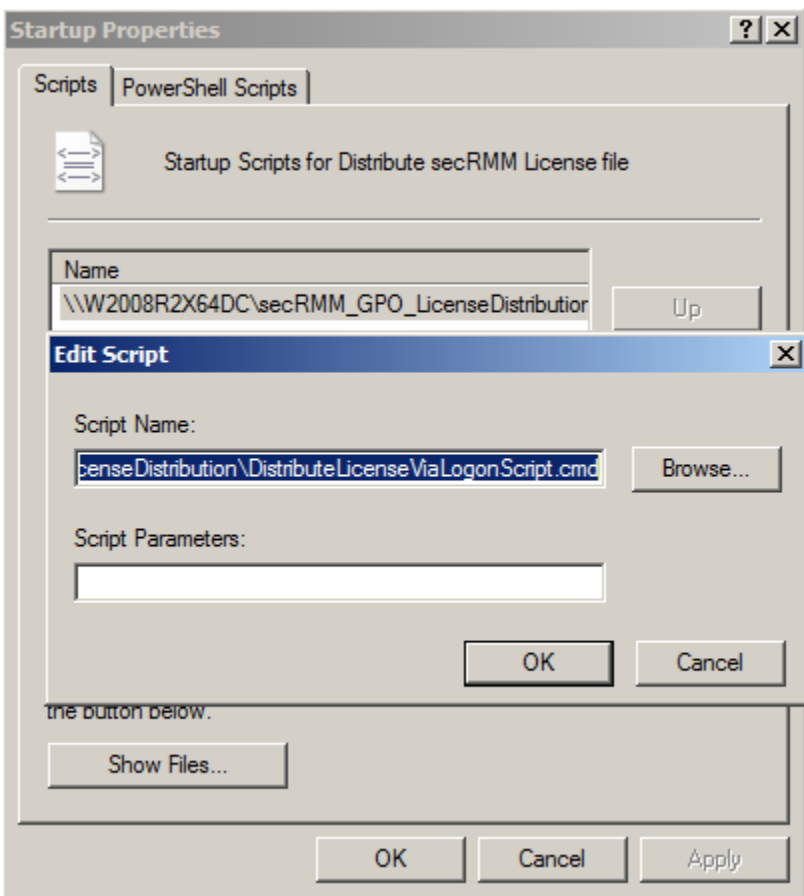 Startup Properties
?
Scripts
PowerShell Scripts
Startup Scripts for Distribute secRMM License file
Name
\\W2008R2X64DC\secRMM_GPO_LicenseDistribution
Up
Edit Script
Script Name:
censeDistribution\DistributeLicenseViaLogonScript.cmd
Browse...
Script Parameters:
OK
Cancel
the button below.
Show Files...
OK
Cancel
Apply